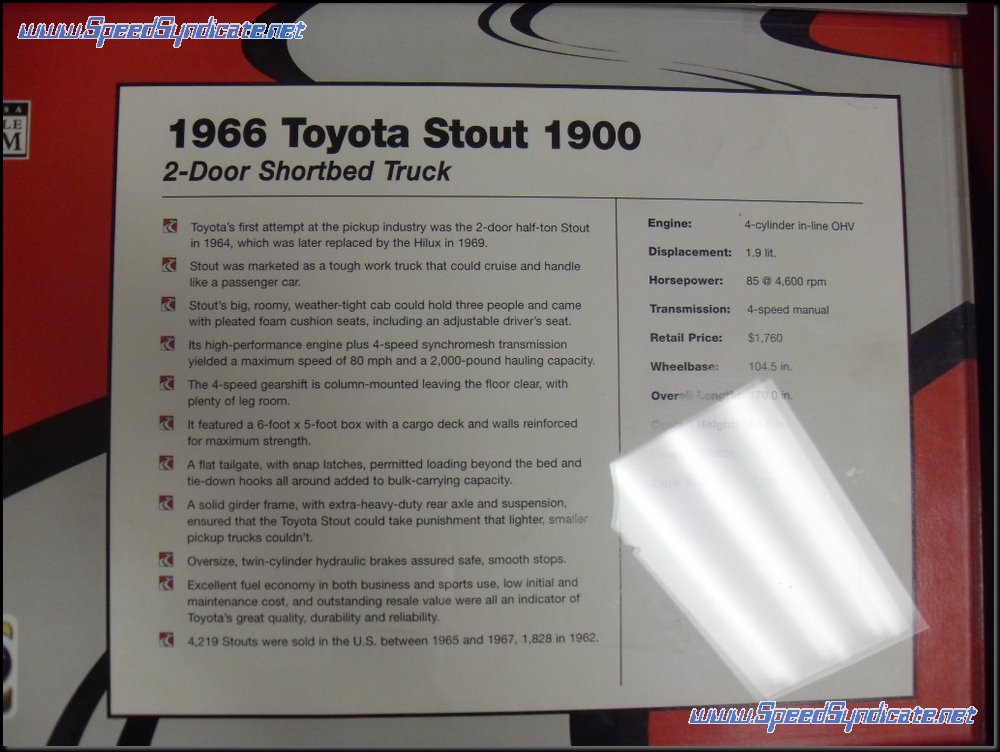 www.SpeedSyndicate.net
1966 Toyota Stout 1900
2-Door Shortbed Truck
Toyota's first attempt at the pickup industry was the 2-door half-ton Stout
in 1964, which was later replaced by the Hilux in 1969.
Stout was marketed as a tough work truck that could cruise and handle
like a passenger car.
Stout's big, roomy, weather-tight cab could hold three people and came
with pleated foam cushion seats, including an adjustable driver's seat.
Its high-performance engine plus 4-speed synchromesh transmission
yielded a maximum speed of 80 mph and a 2,000-pound hauling capacity.
The 4-speed gearshift is column-mounted leaving the floor clear, with
plenty of leg room.
It featured a 6-foot x 5-foot box with a cargo deck and walls reinforced
for maximum strength.
A flat tailgate, with snap latches, permitted loading beyond the bed and
tie-down hooks all around added to bulk-carrying capacity.
A solid girder frame, with extra-heavy-duty rear axle and suspension,
ensured that the Toyota Stout could take punishment that lighter, smaller
pickup trucks couldn't.
Oversize, twin-cylinder hydraulic brakes assured safe, smooth stops.
Excellent fuel economy in both business and sports use, low initial and
maintenance cost, and outstanding resale value were all an indicator of
Toyota's great quality, durability and reliability.
4,219 Stouts were sold in the U.S. between 1965 and 1967, 1,828 in 1962.
Engine: 4-cylinder in-line OHV
Displacement: 1.9 lit.
Horsepower: 85 @ 4,600 rpm
Transmission: 4-speed manual
Retail Price: $1,760
Wheelbase: 104.5 in.
Overall Length: 170.0 in.
Height:
www.SpeedSyndicate.net